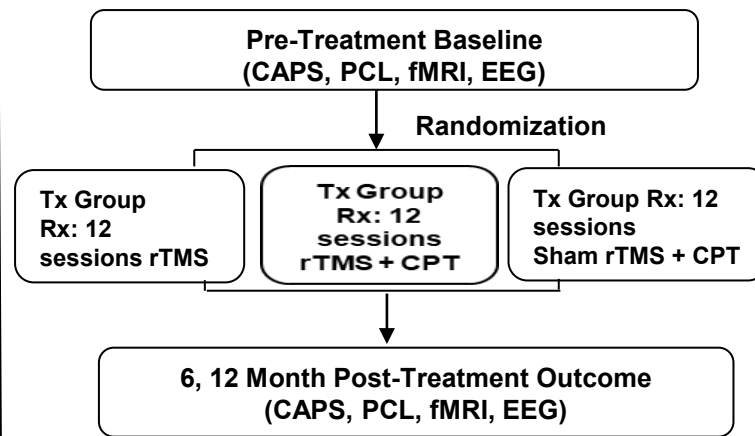 Pre-Treatment Baseline
(CAPS, PCL, fMRI, EEG)
Randomization
Tx Group
Rx: 12
sessions rTMS
Tx Group
Rx: 12
sessions
rTMS + CPT
Tx Group Rx: 12
sessions
Sham rTMS + CPT
6, 12 Month Post-Treatment Outcome
(CAPS, PCL, fMRI, EEG)